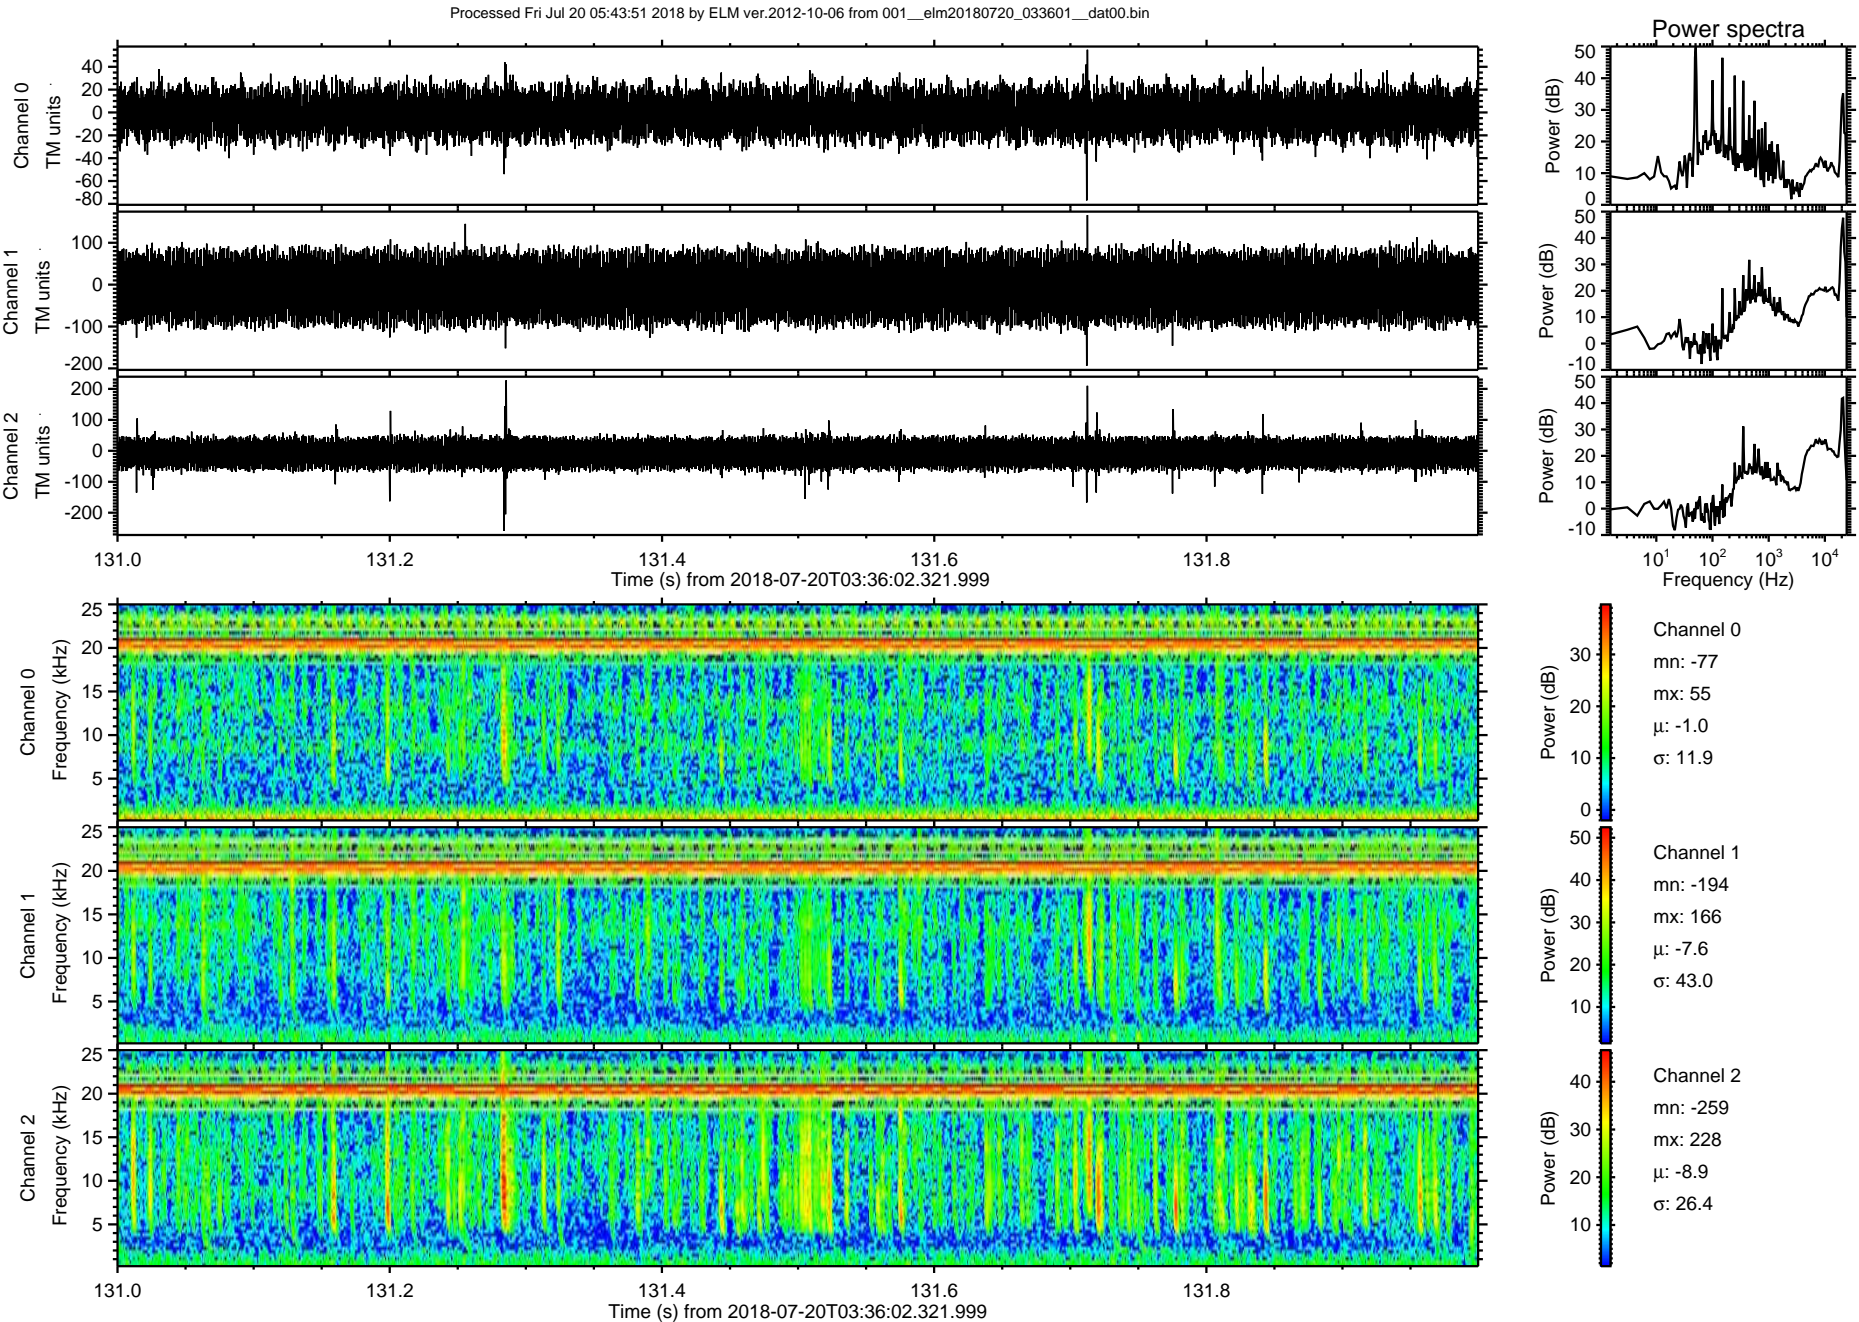 Processed Fri Jul 20 05:43:51 2018 by ELM ver.2012-10-06 from 001__elm20180720_033601__dat00.bin
Power spectra
Channel 0
TM units
40
20
0
-20
-40
-60
-80
Power (dB)
50
40
30
20
10
0
Channel 1
TM units
100
0
-100
-200
Power (dB)
50
40
30
20
10
0
-10
Channel 2
TM units
200
100
0
-100
-200
Power (dB)
50
40
30
20
10
0
-10
131.0 131.2 131.4 131.6 131.8
Time (s) from 2018-07-20T03:36:02.321.999
10^1 10^2 10^3 10^4
Frequency (Hz)
Channel 0
Frequency (kHz)
25
20
15
10
5
Power (dB)
30
20
10
0
Channel 0
mn: -77
mx: 55
μ: -1.0
σ: 11.9
Channel 1
Frequency (kHz)
25
20
15
10
5
Power (dB)
50
40
30
20
10
Channel 1
mn: -194
mx: 166
μ: -7.6
σ: 43.0
Channel 2
Frequency (kHz)
25
20
15
10
5
Power (dB)
40
30
20
10
Channel 2
mn: -259
mx: 228
μ: -8.9
σ: 26.4
131.0 131.2 131.4 131.6 131.8
Time (s) from 2018-07-20T03:36:02.321.999